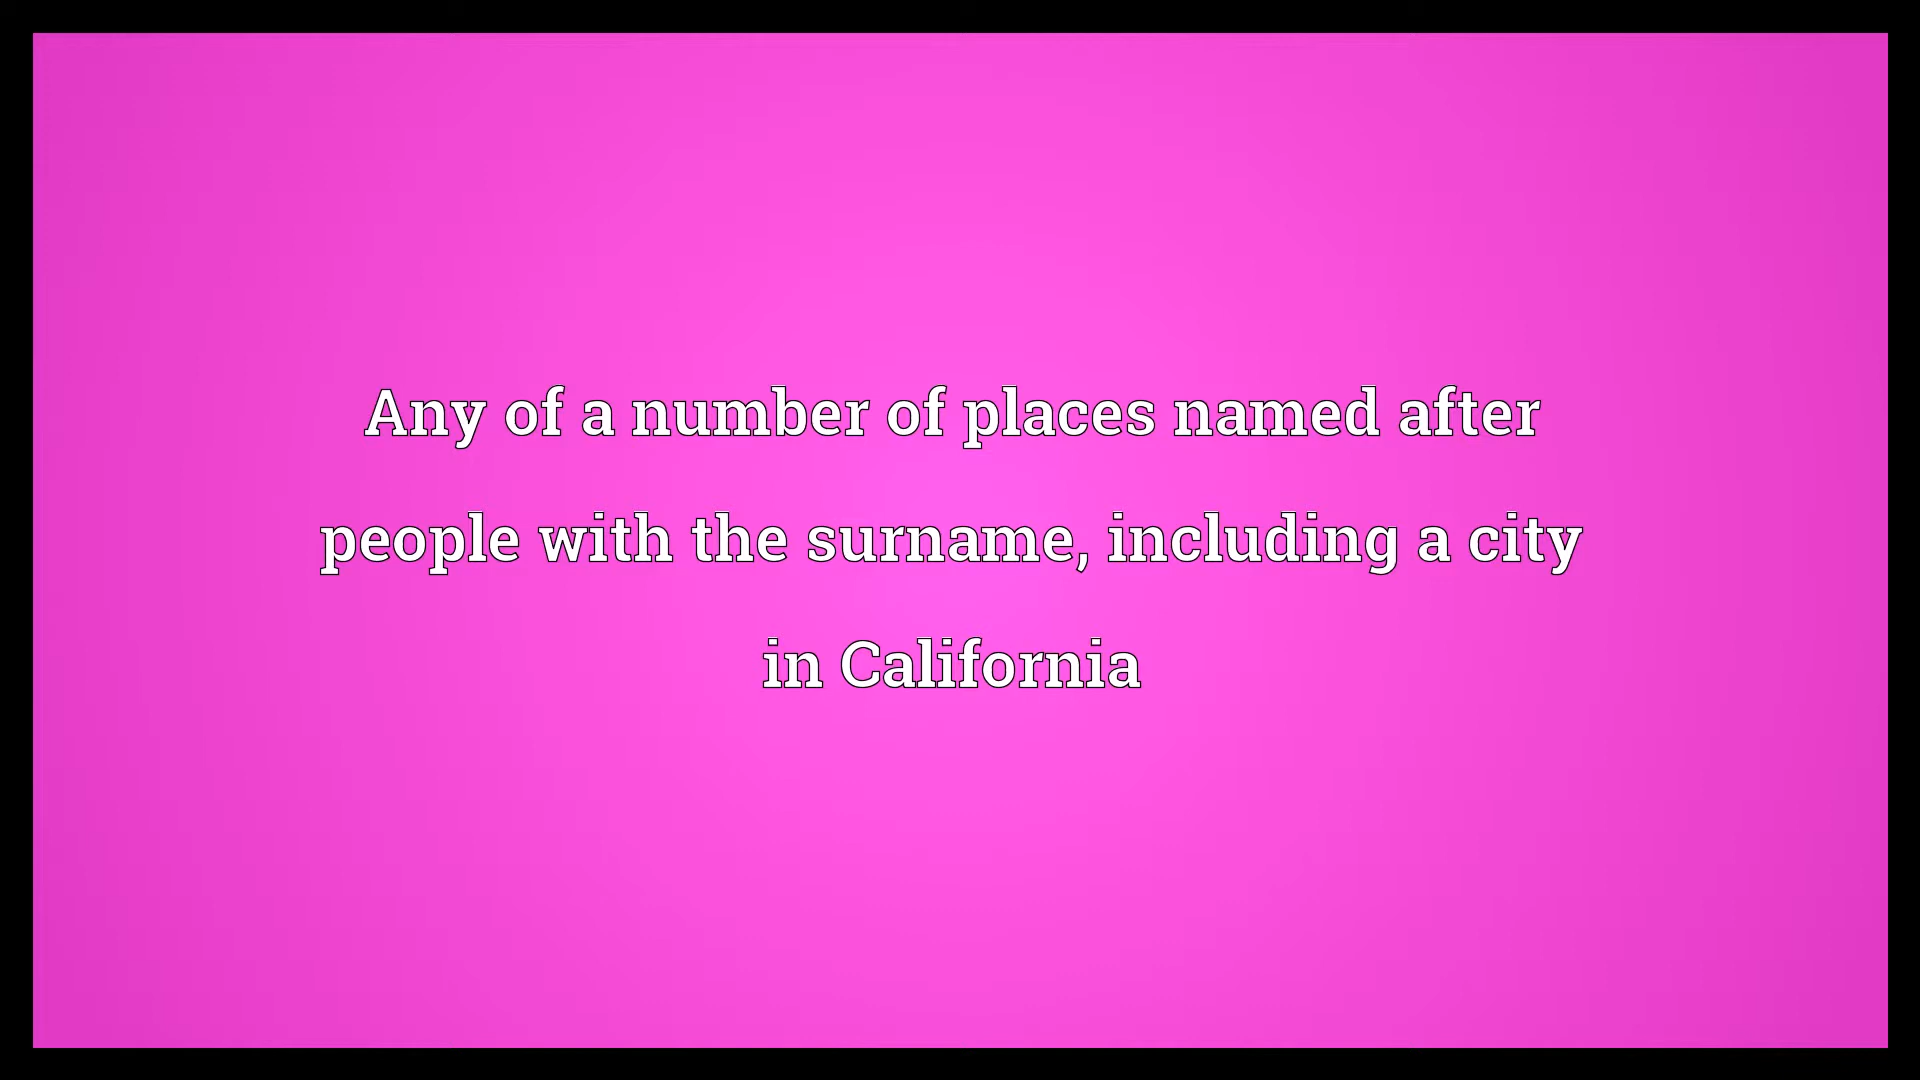 Any of a number of places named after
people with the surname, including a city
in California